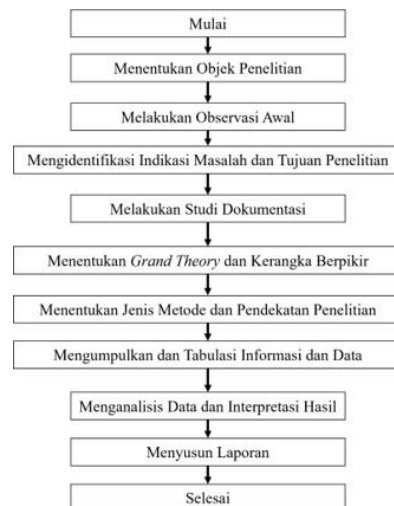 Mulai
Menentukan Objek Penelitian
Melakukan Observasi Awal
Mengidentifikasi Indikasi Masalah dan Tujuan Penelitian
Melakukan Studi Dokumentasi
Menentukan Grand Theory dan Kerangka Berpikir
Menentukan Jenis Metode dan Pendekatan Penelitian
Mengumpulkan dan Tabulasi Informasi dan Data
Menganalisis Data dan Interpretasi Hasil
Menyusun Laporan
Selesai